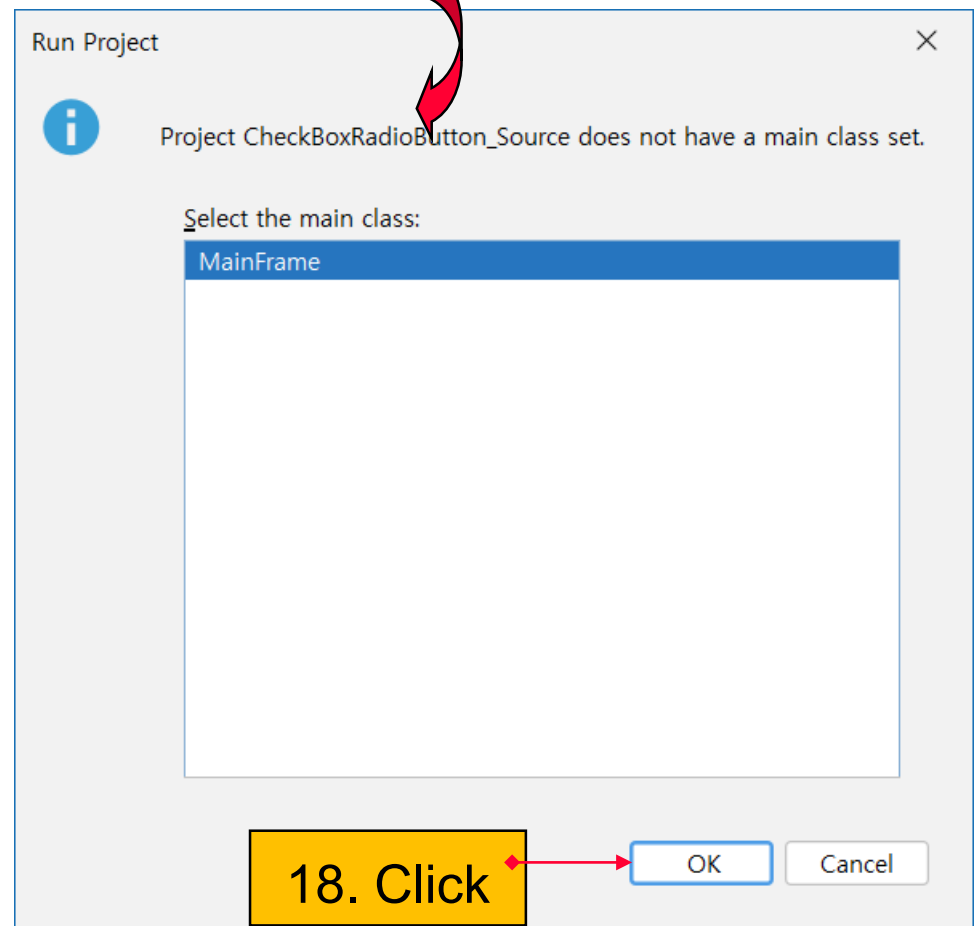 Run Project
Project CheckBoxRadioButton_Source does not have a main class set.
Select the main class:
MainFrame
18. Click
OK
Cancel